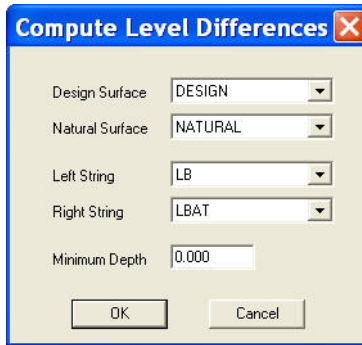 Compute Level Differences
Design Surface DESIGN
Natural Surface NATURAL
Left String LB
Right String LBAT
Minimum Depth 0.000
OK Cancel